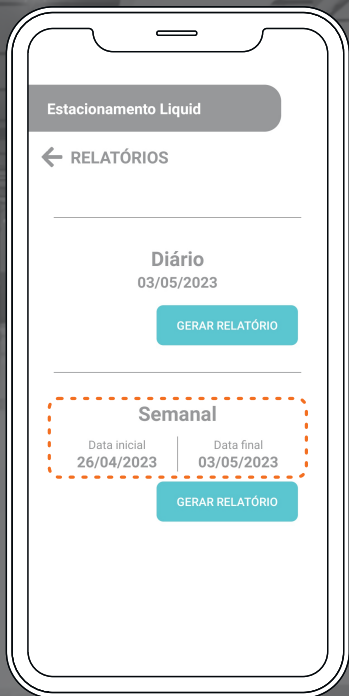 Estacionamento Liquid
RELATÓRIOS
Diário
03/05/2023
GERAR RELATÓRIO
Semanal
Data inicial Data final
26/04/2023 03/05/2023
GERAR RELATÓRIO